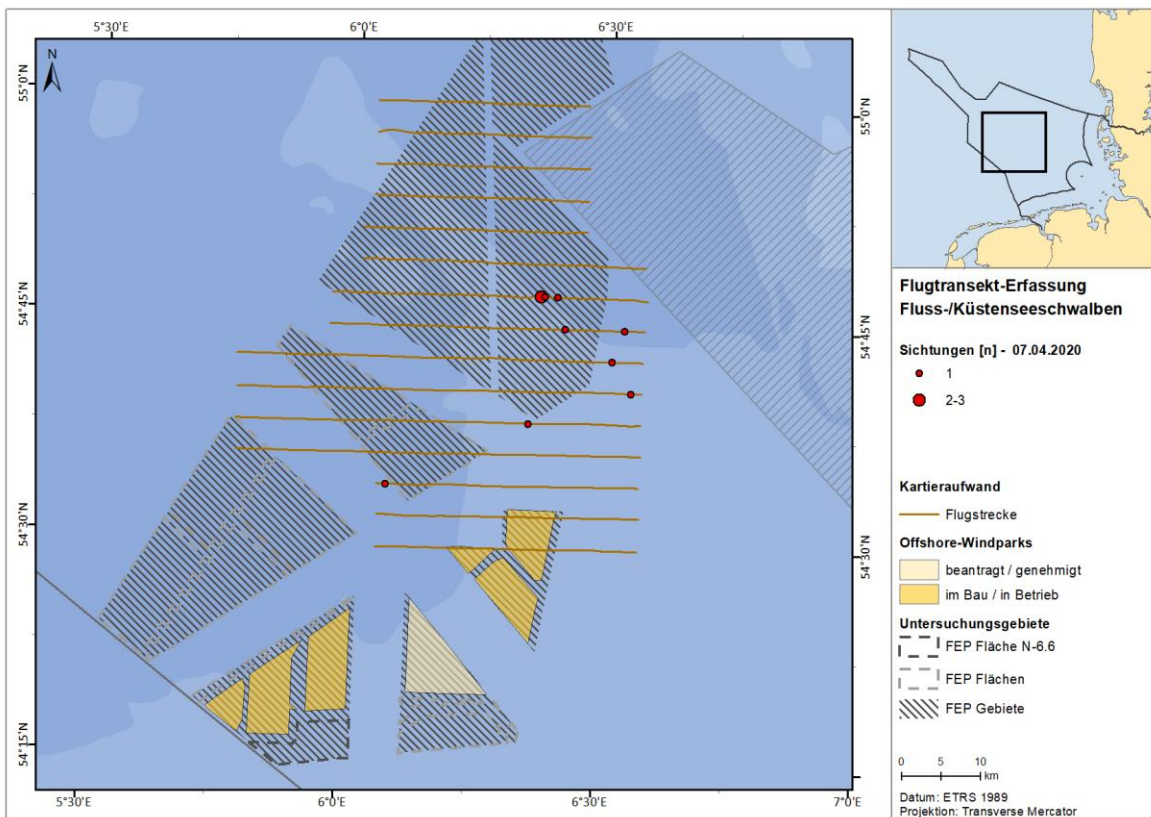 5°30'E 6°0'E 6°30'E
N
55°0'N
55°0'N
54°45'N
54°45'N
54°30'N
54°30'N
54°15'N
5°30'E 6°0'E 6°30'E 7°0'E
Flugtransekt-Erfassung
Fluss-/Küstenseeschwalben
Sichtungen [n] - 07.04.2020
1
2-3
Kartieraufwand
Flugstrecke
Offshore-Windparks
beantragt / genehmigt
im Bau / in Betrieb
Untersuchungsgebiete
FEP Fläche N-6.6
FEP Flächen
FEP Gebiete
0 5 10
km
Datum: ETRS 1989
Projektion: Transverse Mercator